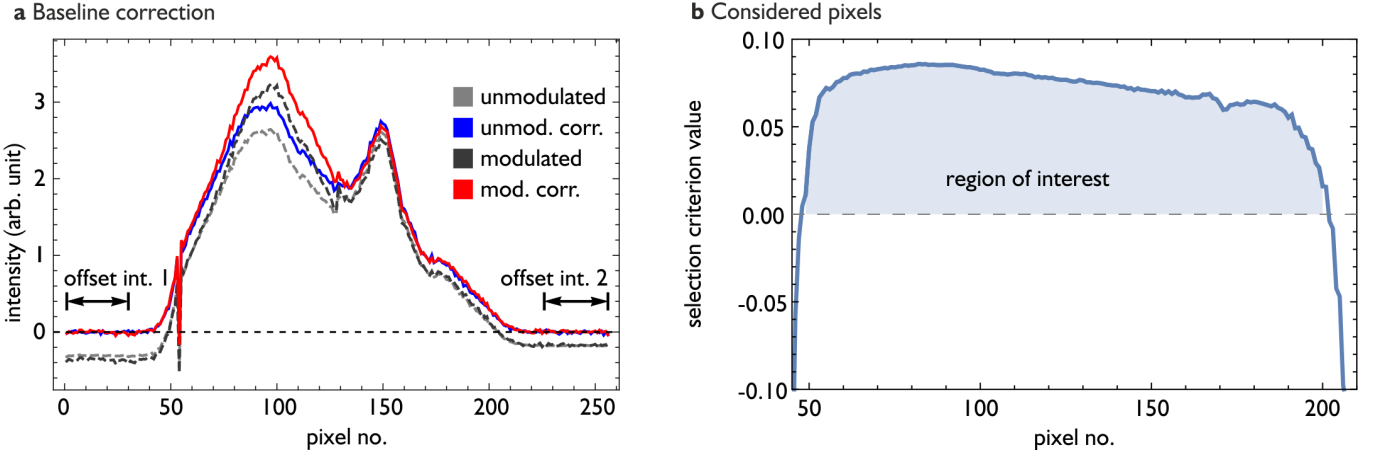 a Baseline correction
3
2
1
0
intensity (arb. unit)
unmodulated
unmod. corr.
modulated
mod. corr.
offset int. 1
offset int. 2
0 50 100 150 200 250
pixel no.
b Considered pixels
0.10
0.05
0.00
-0.05
-0.10
selection criterion value
region of interest
50 100 150 200
pixel no.